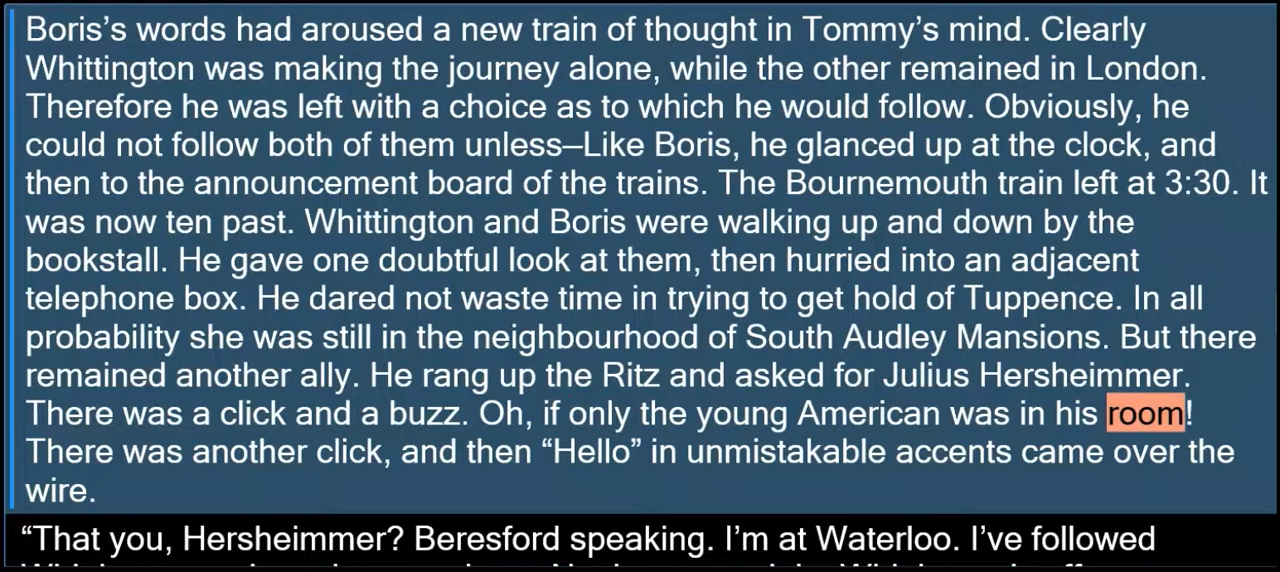 Boris’s words had aroused a new train of thought in Tommy’s mind. Clearly
Whittington was making the journey alone, while the other remained in London.
Therefore he was left with a choice as to which he would follow. Obviously, he
could not follow both of them unless—Like Boris, he glanced up at the clock, and
then to the announcement board of the trains. The Bournemouth train left at 3:30. It
was now ten past. Whittington and Boris were walking up and down by the
bookstall. He gave one doubtful look at them, then hurried into an adjacent
telephone box. He dared not waste time in trying to get hold of Tuppence. In all
probability she was still in the neighbourhood of South Audley Mansions. But there
remained another ally. He rang up the Ritz and asked for Julius Hersheimmer.
There was a click and a buzz. Oh, if only the young American was in his room!
There was another click, and then “Hello” in unmistakable accents came over the
wire.
“That you, Hersheimmer? Beresford speaking. I’m at Waterloo. I’ve followed